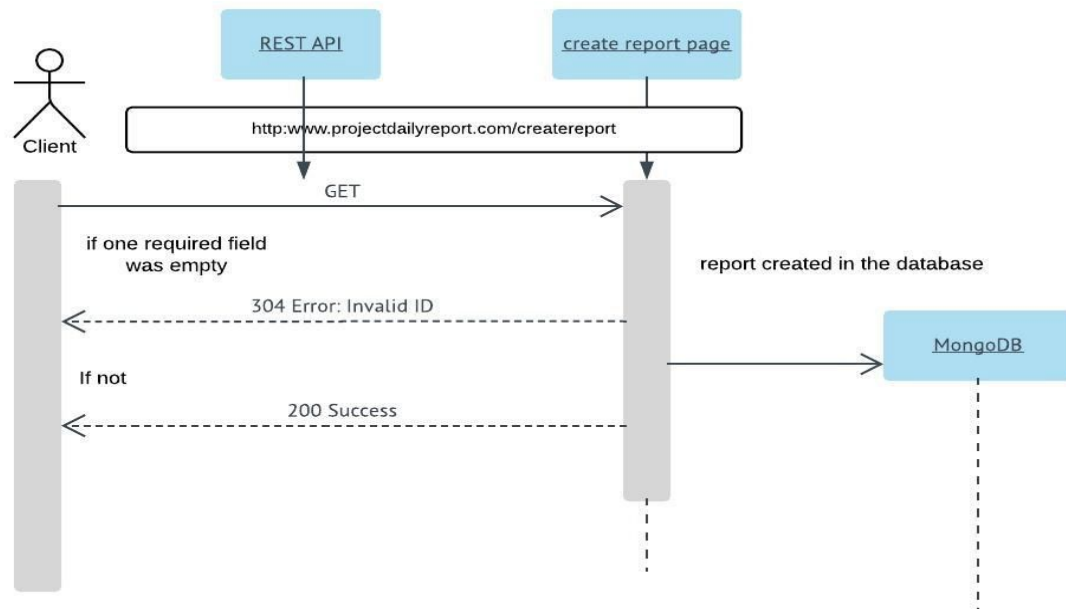 REST API
create report page
Client
http:www.projectdailyreport.com/createreport
GET
if one required field
was empty
report created in the database
304 Error: Invalid ID
MongoDB
If not
200 Success